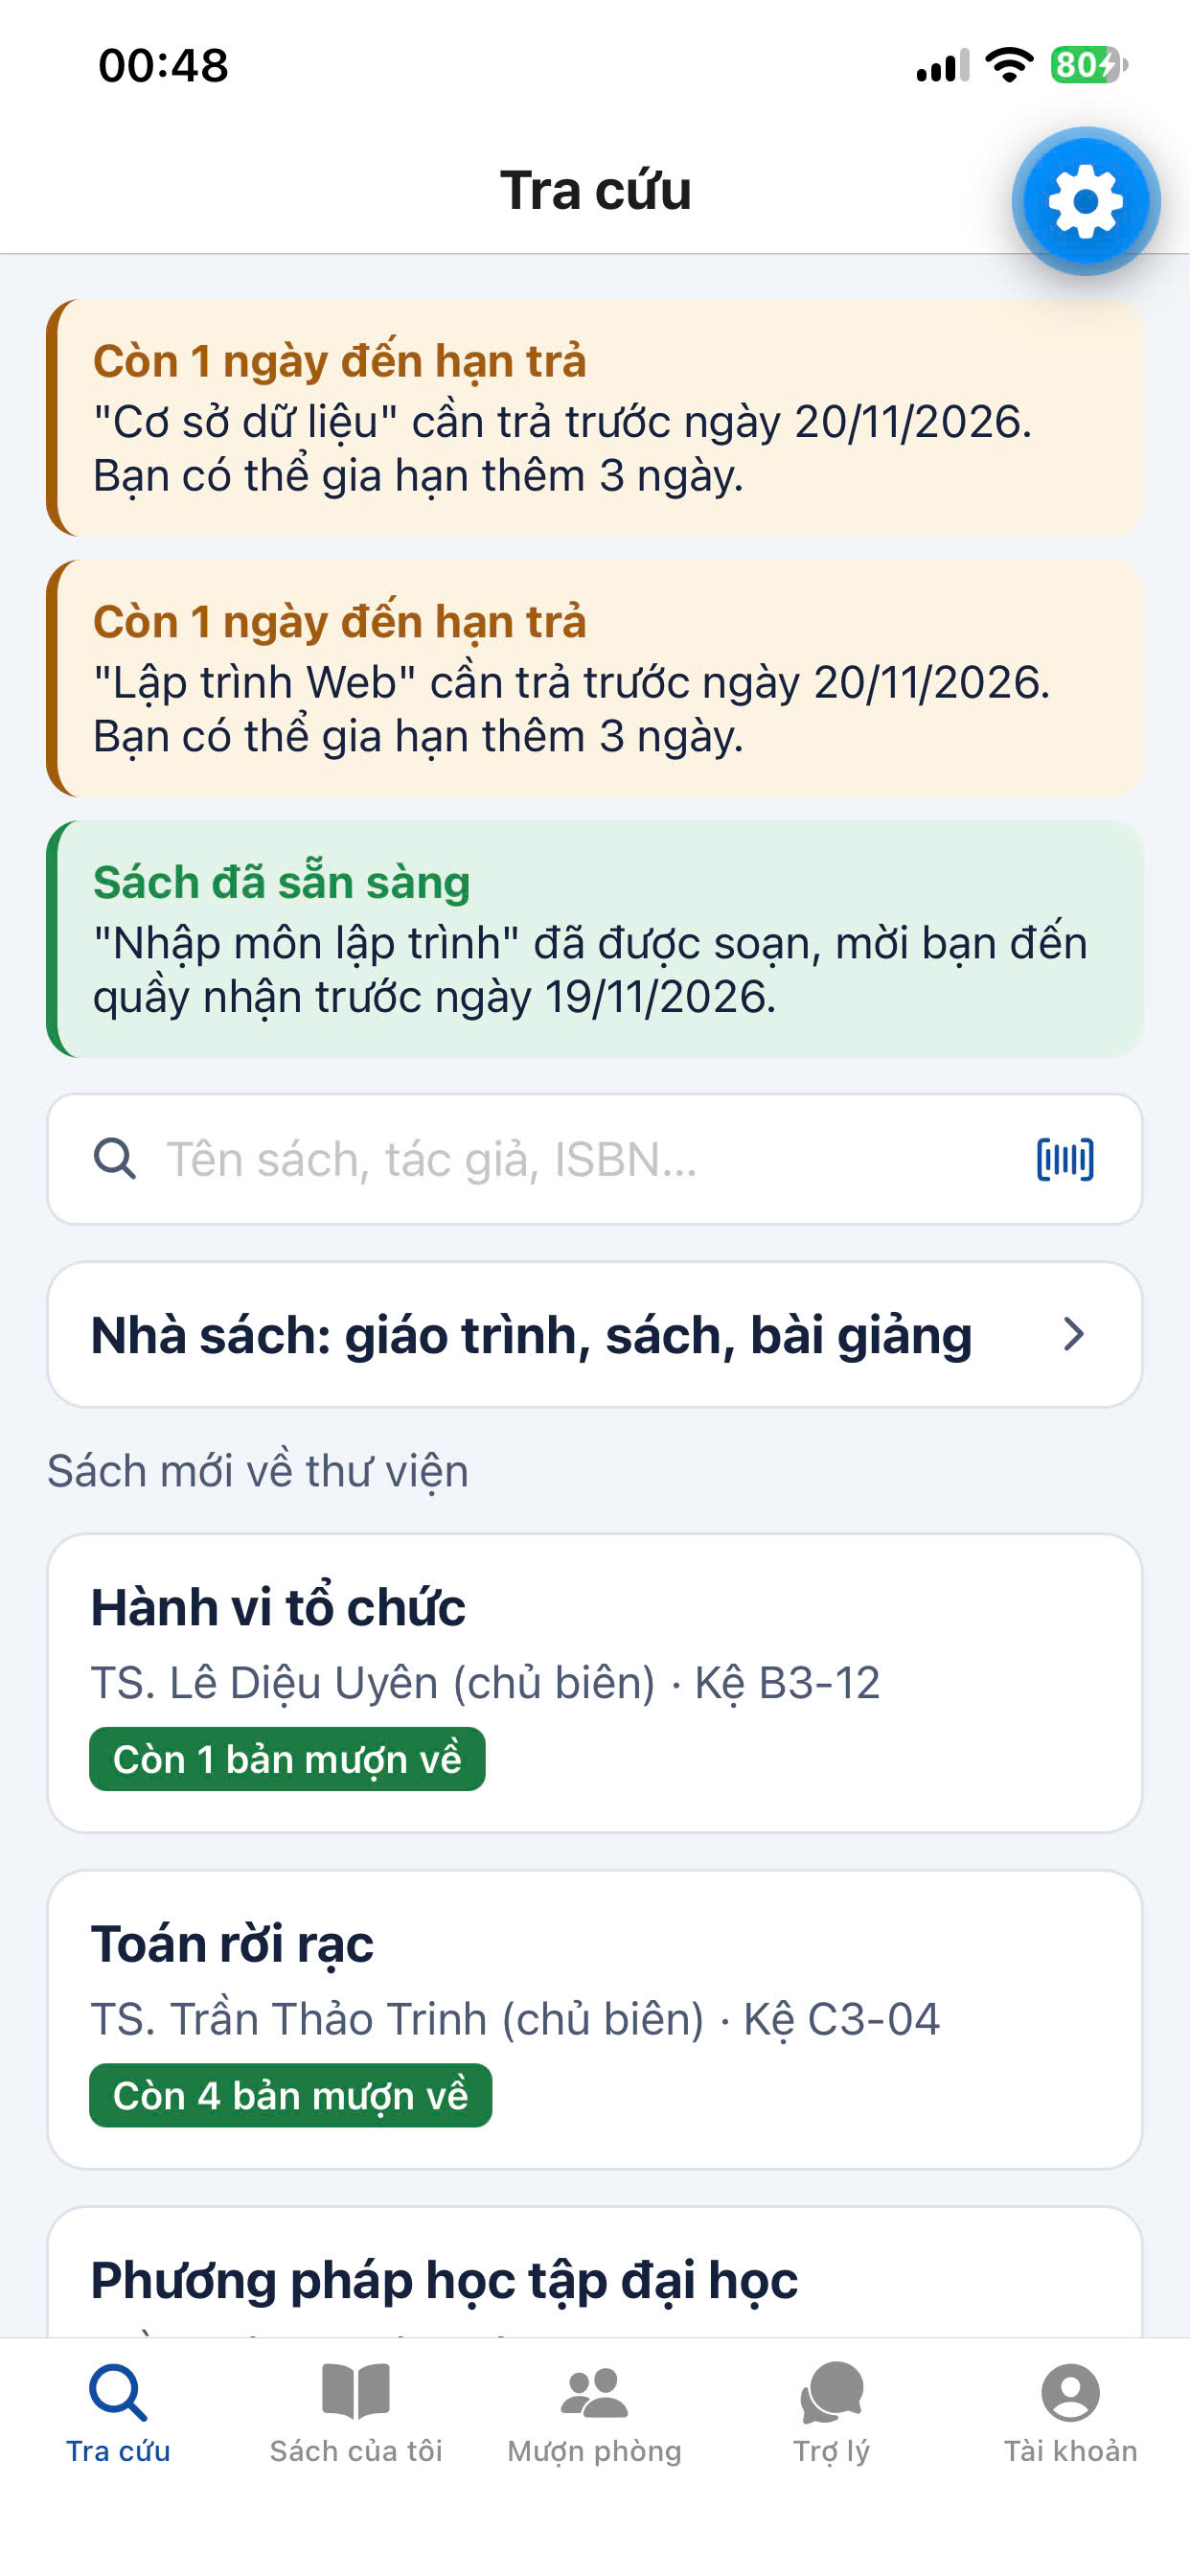 00:48
80
Tra cứu
Còn 1 ngày đến hạn trả
"Cơ sở dữ liệu" cần trả trước ngày 20/11/2026.
Bạn có thể gia hạn thêm 3 ngày.
Còn 1 ngày đến hạn trả
"Lập trình Web" cần trả trước ngày 20/11/2026.
Bạn có thể gia hạn thêm 3 ngày.
Sách đã sẵn sàng
"Nhập môn lập trình" đã được soạn, mời bạn đến
quầy nhận trước ngày 19/11/2026.
Tên sách, tác giả, ISBN...
Nhà sách: giáo trình, sách, bài giảng
Sách mới về thư viện
Hành vi tổ chức
TS. Lê Diệu Uyên (chủ biên) · Kệ B3-12
Còn 1 bản mượn về
Toán rời rạc
TS. Trần Thảo Trinh (chủ biên) · Kệ C3-04
Còn 4 bản mượn về
Phương pháp học tập đại học
Tra cứu
Sách của tôi
Mượn phòng
Trợ lý
Tài khoản